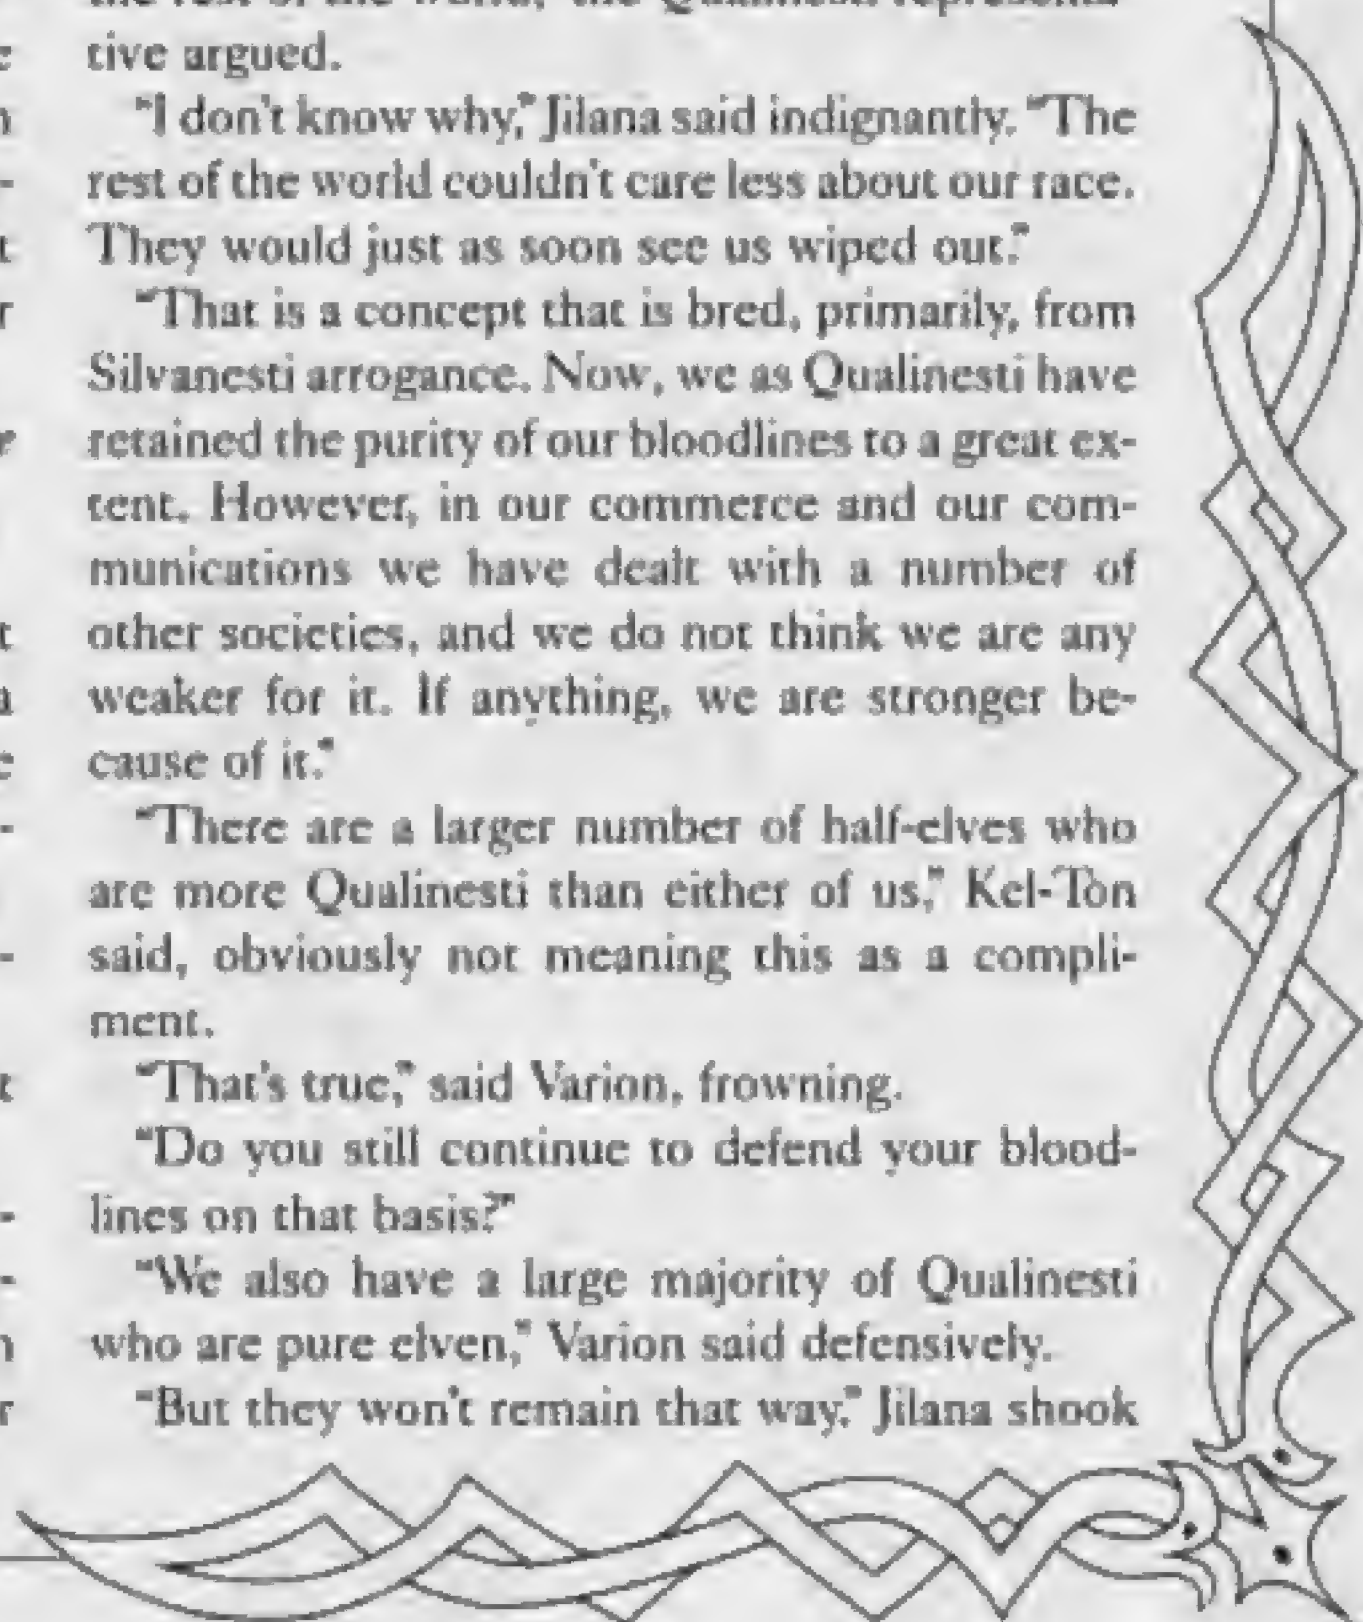 tive argued.
"I don't know why," Jilana said indignantly. "The
rest of the world couldn't care less about our race.
They would just as soon see us wiped out."
"That is a concept that is bred, primarily, from
Silvanesti arrogance. Now, we as Qualinesti have
retained the purity of our bloodlines to a great ex-
tent. However, in our commerce and our com-
munications we have dealt with a number of
other societies, and we do not think we are any
weaker for it. If anything, we are stronger be-
cause of it."
"There are a larger number of half-elves who
are more Qualinesti than either of us," Kel-Ton
said, obviously not meaning this as a compli-
ment.
"That's true," said Varion, frowning.
"Do you still continue to defend your blood-
lines on that basis?"
"We also have a large majority of Qualinesti
who are pure elven," Varion said defensively.
"But they won't remain that way." Jilana shook